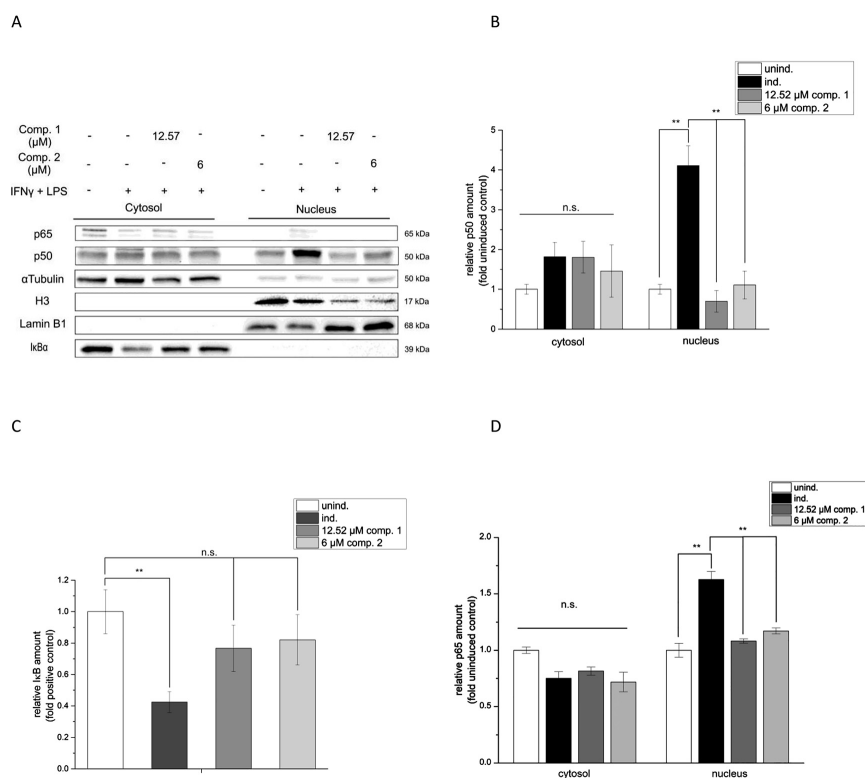 A
Comp. 1 (μM) - - 12.57 - - - 12.57 -
Comp. 2 (μM) - - - 6 - - - 6
IFNγ + LPS - + + + - + + +
Cytosol Nucleus
p65 65 kDa
p50 50 kDa
αTubulin 50 kDa
H3 17 kDa
Lamin B1 68 kDa
IκBα 39 kDa
B
unind.
ind.
12.52 μM comp. 1
6 μM comp. 2
** **
n.s.
relative p50 amount
(fold uninduced control)
5
4
3
2
1
0
cytosol nucleus
C
unind.
ind.
12.52 μM comp. 1
6 μM comp. 2
n.s.
**
relative IκB amount
(fold positive control)
1.2
1.0
0.8
0.6
0.4
0.2
0.0
D
unind.
ind.
12.52 μM comp. 1
6 μM comp. 2
** **
n.s.
relative p65 amount
(fold uninduced control)
2.0
1.5
1.0
0.5
0.0
cytosol nucleus